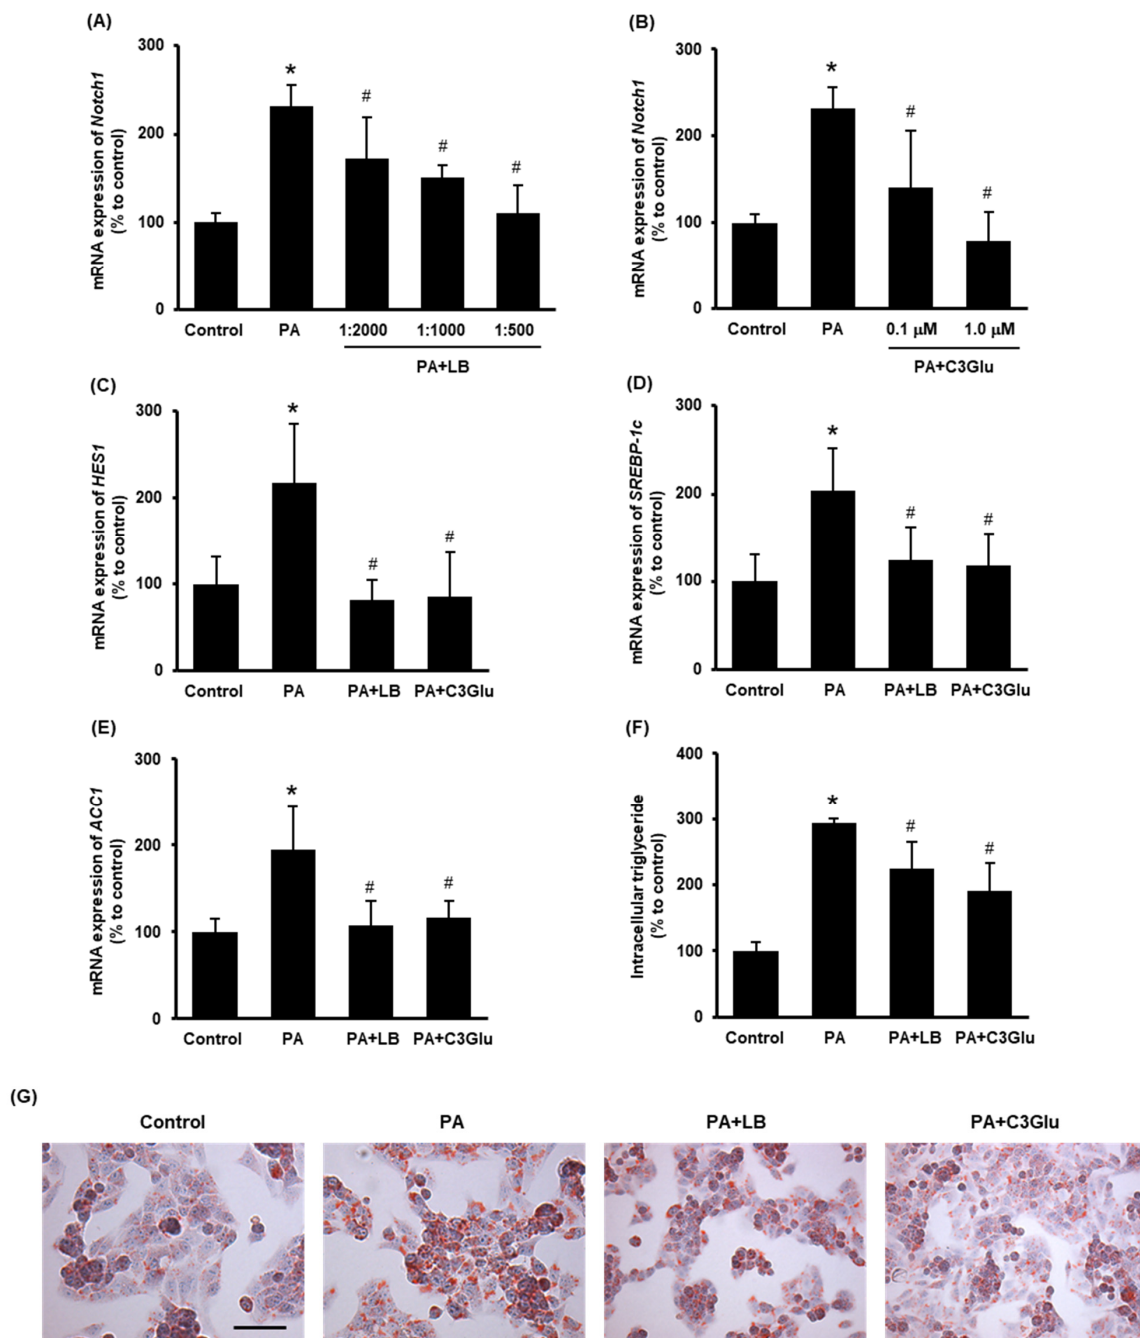 (A)
mRNA expression of Notch1
(% to control)
300
200
100
0
*
#
#
#
Control PA 1:2000 1:1000 1:500
PA+LB
(B)
mRNA expression of Notch1
(% to control)
300
200
100
0
*
#
#
Control PA 0.1 μM 1.0 μM
PA+C3Glu
(C)
mRNA expression of HES1
(% to control)
300
200
100
0
*
#
#
Control PA PA+LB PA+C3Glu
(D)
mRNA expression of SREBP-1c
(% to control)
300
200
100
0
*
#
#
Control PA PA+LB PA+C3Glu
(E)
mRNA expression of ACC1
(% to control)
300
200
100
0
*
#
#
Control PA PA+LB PA+C3Glu
(F)
Intracellular triglyceride
(% to control)
400
300
200
100
0
*
#
#
Control PA PA+LB PA+C3Glu
(G)
Control PA PA+LB PA+C3Glu